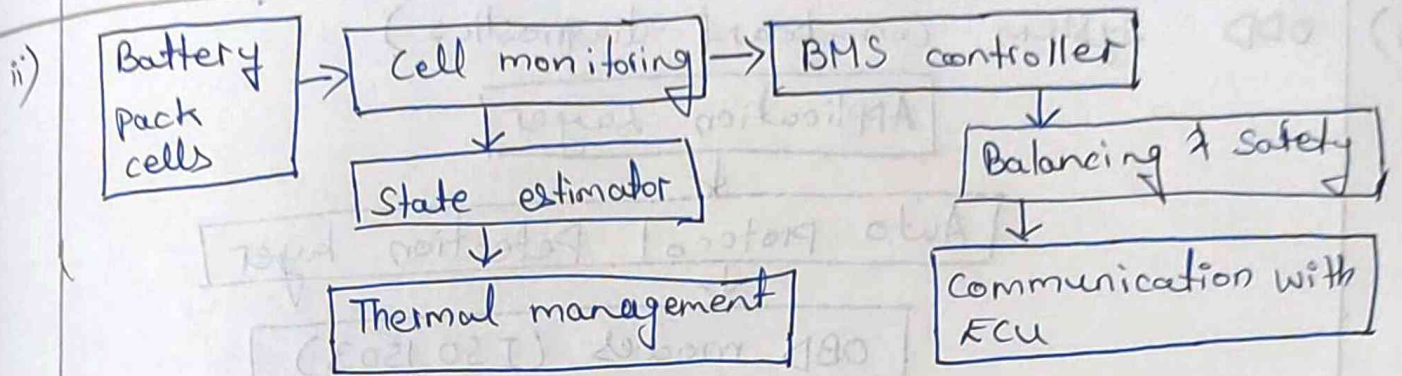 ii)
Battery
pack
cells
Cell monitoring
BMS controller
State estimator
Balancing & Safety
Thermal management
Communication with
ECU